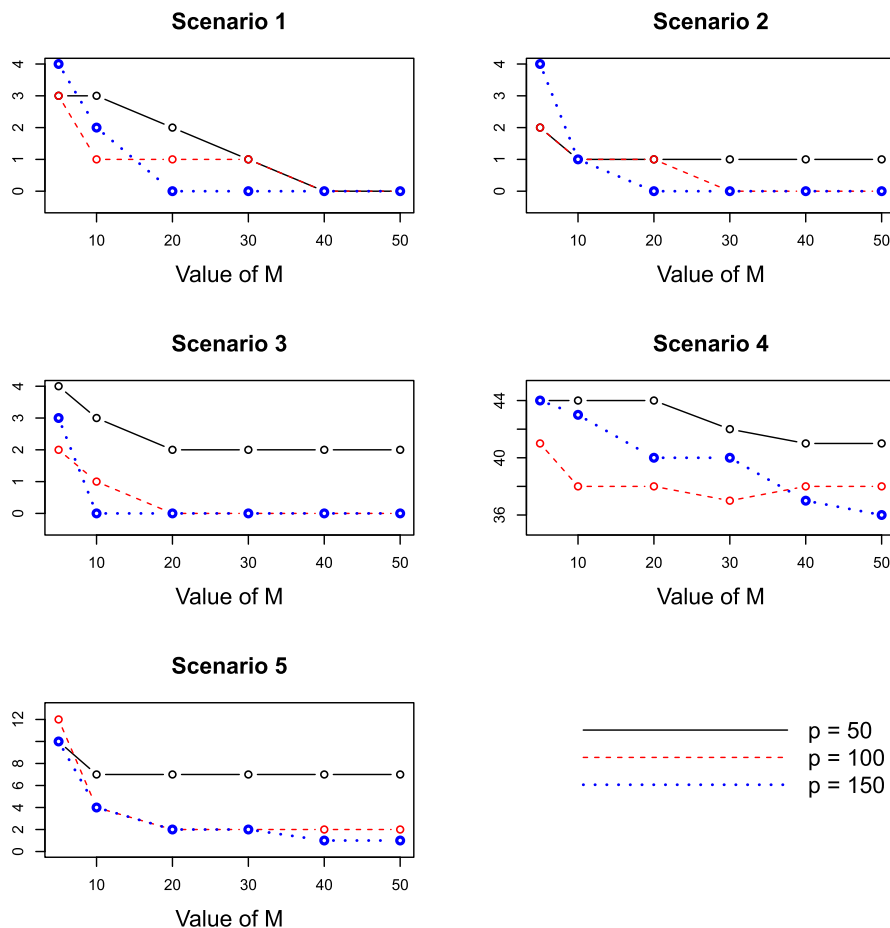 Scenario 1
4
3
2
1
0
10 20 30 40 50
Value of M
Scenario 2
4
3
2
1
0
10 20 30 40 50
Value of M
Scenario 3
4
3
2
1
0
10 20 30 40 50
Value of M
Scenario 4
44
40
36
10 20 30 40 50
Value of M
Scenario 5
12
8
6
4
2
0
10 20 30 40 50
Value of M
p = 50
p = 100
p = 150